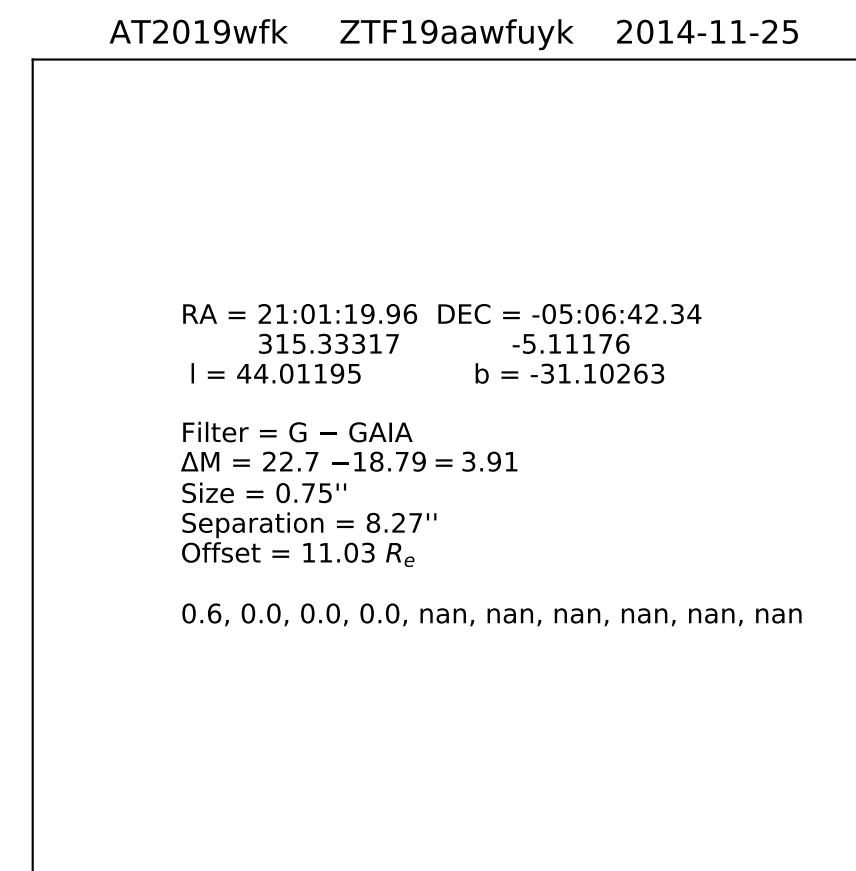 AT2019wfk ZTF19aawfuyk 2014-11-25
RA = 21:01:19.96 DEC = -05:06:42.34
315.33317 -5.11176
l = 44.01195 b = -31.10263
Filter = G − GAIA
ΔM = 22.7 −18.79 = 3.91
Size = 0.75''
Separation = 8.27''
Offset = 11.03 Re
0.6, 0.0, 0.0, 0.0, nan, nan, nan, nan, nan, nan